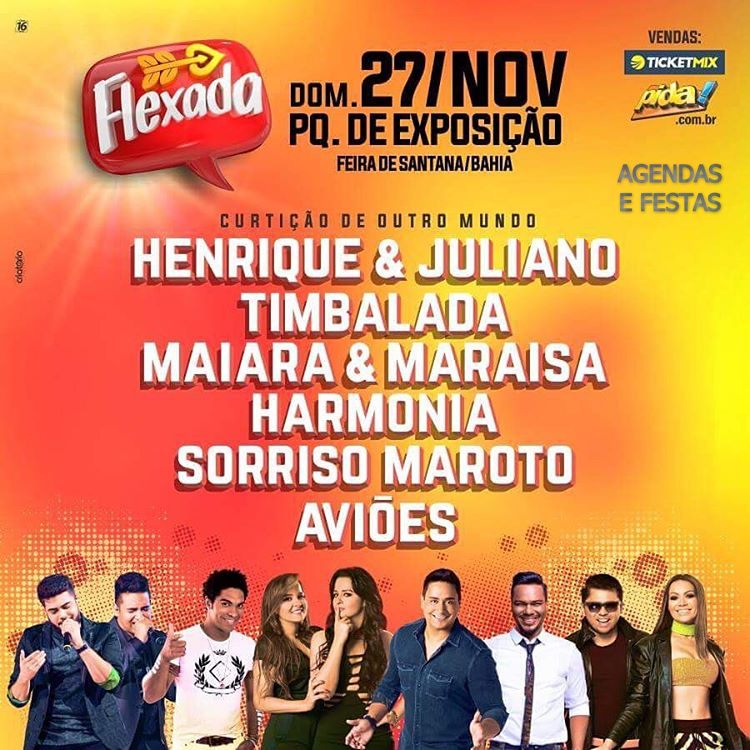 16
Flexada
DOM. 27/NOV
PQ. DE EXPOSIÇÃO
FEIRA DE SANTANA/BAHIA
VENDAS:
TICKETMIX
pida!
.com.br
AGENDAS
E FESTAS
criatório
CURTIÇÃO DE OUTRO MUNDO
HENRIQUE & JULIANO
TIMBALADA
MAIARA & MARAISA
HARMONIA
SORRISO MAROTO
AVIÕES